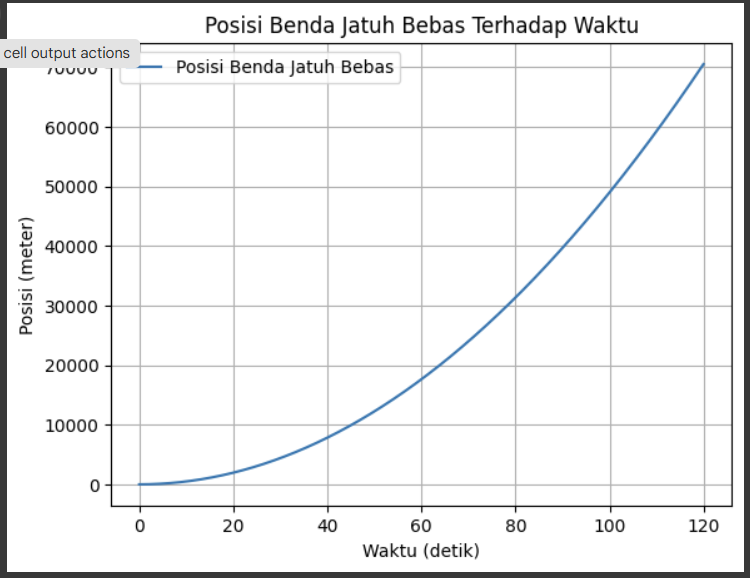 Posisi Benda Jatuh Bebas Terhadap Waktu
cell output actions
Posisi Benda Jatuh Bebas
70000
60000
50000
40000
30000
20000
10000
0
Posisi (meter)
0 20 40 60 80 100 120
Waktu (detik)